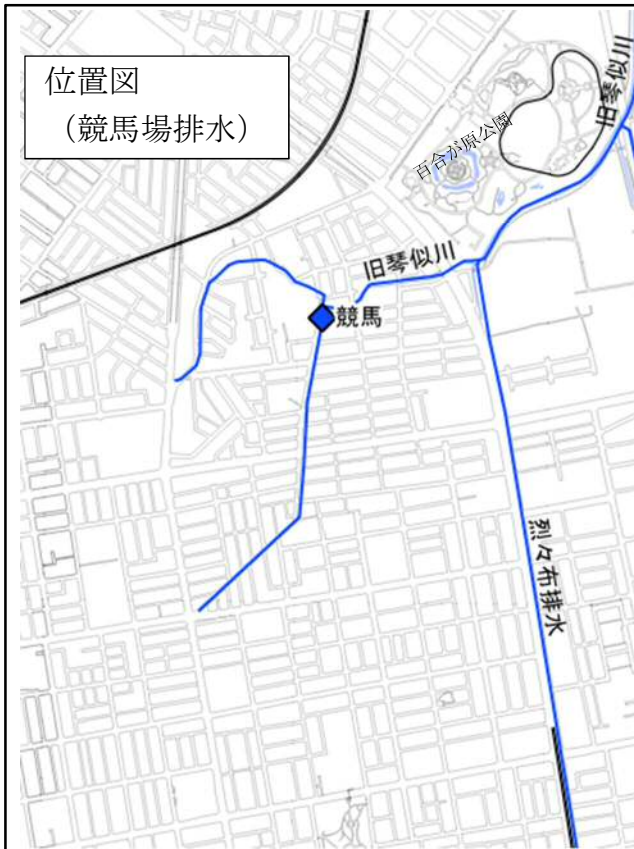 位置図
（競馬場排水）
旧琴似川
百合が原公園
旧琴似川
競馬
烈々布排水